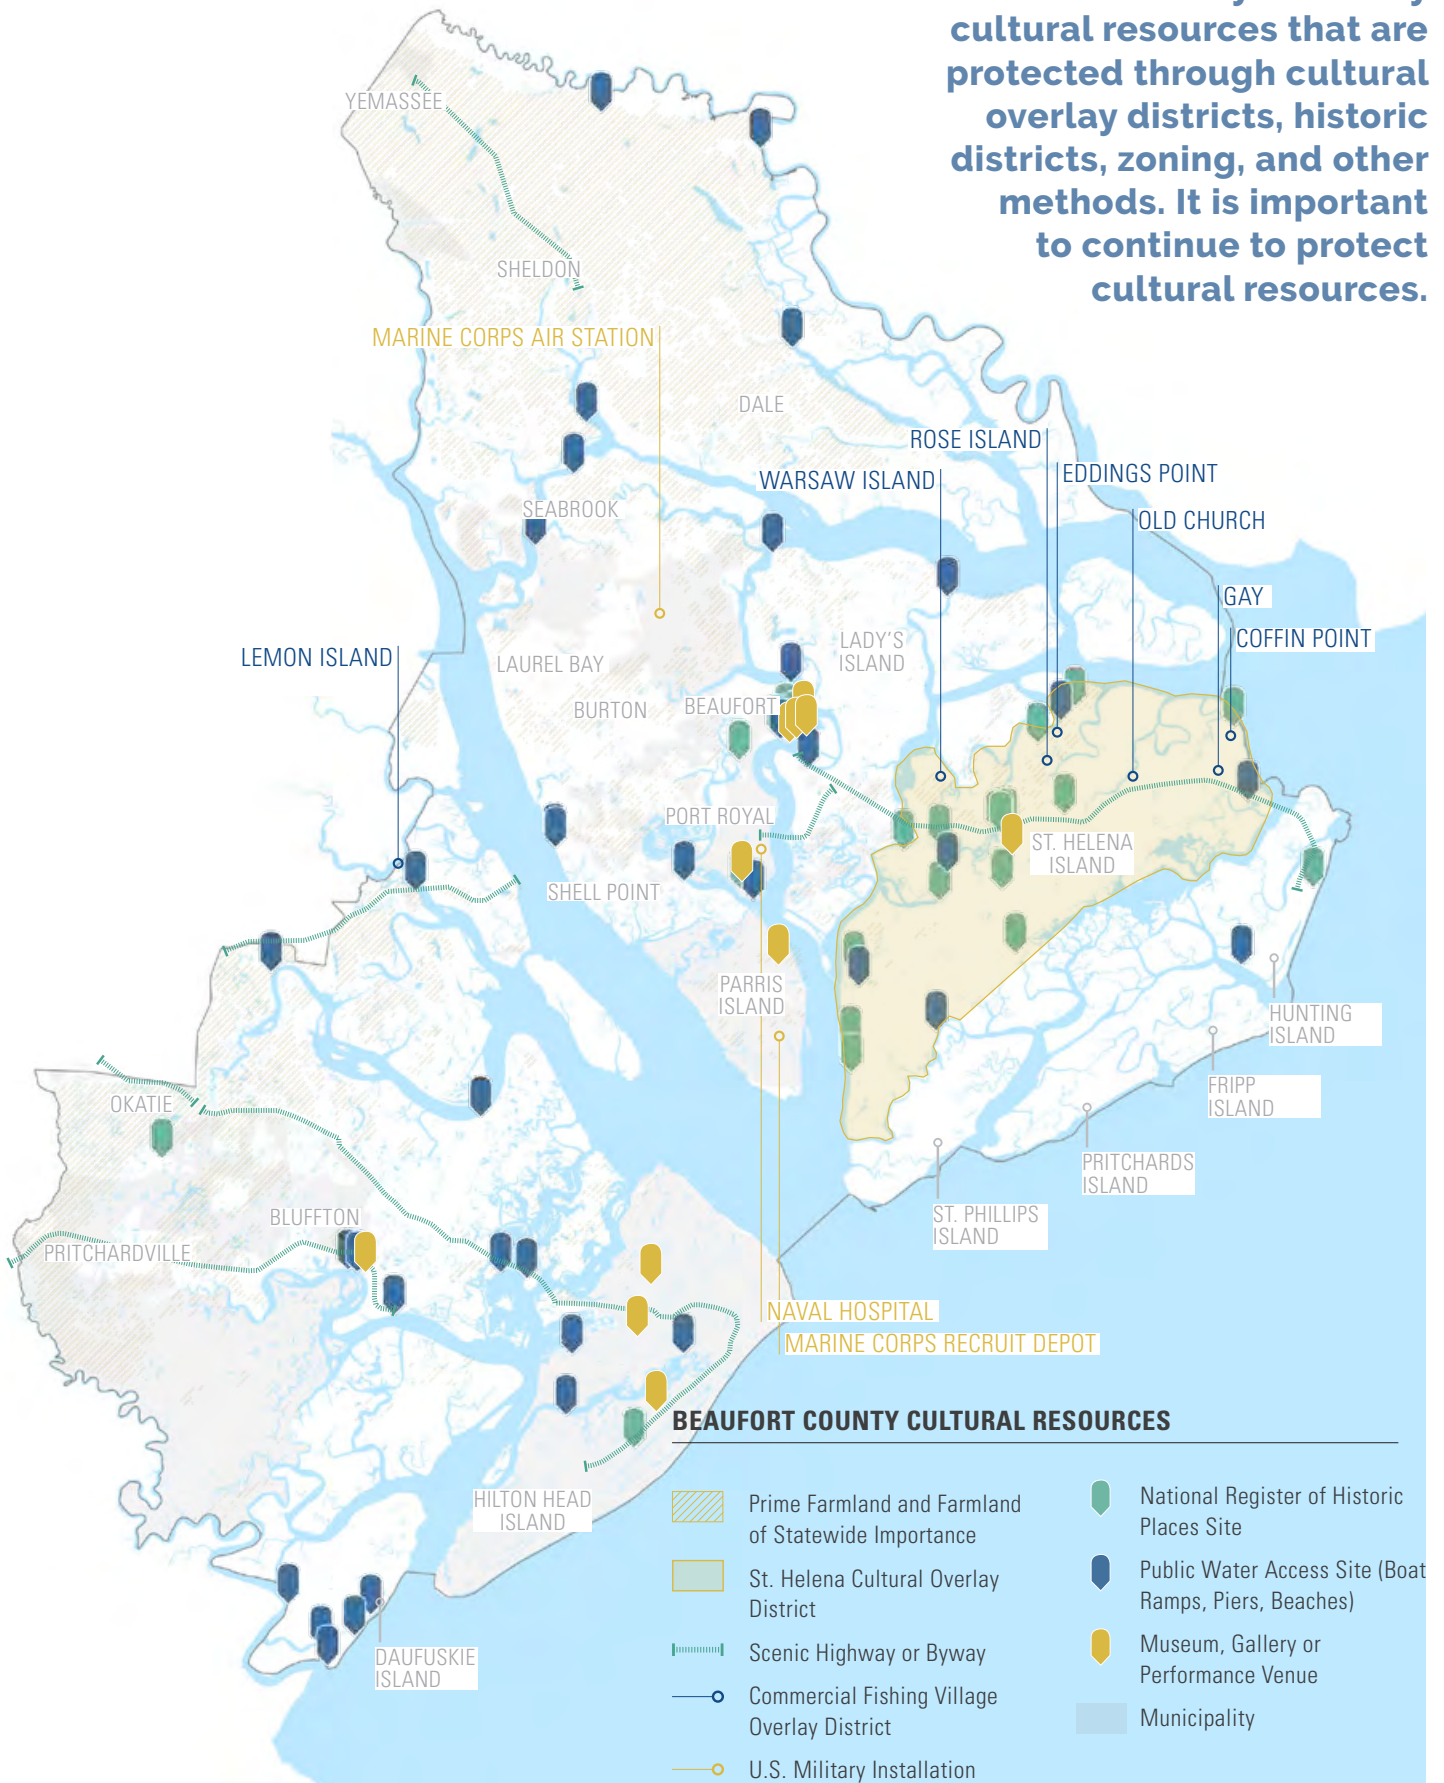 cultural resources that are
protected through cultural
overlay districts, historic
districts, zoning, and other
methods. It is important
to continue to protect
cultural resources.
YEMASSEE
SHELDON
MARINE CORPS AIR STATION
DALE
ROSE ISLAND
WARSAW ISLAND
EDDINGS POINT
SEABROOK
OLD CHURCH
GAY
LADY'S
ISLAND
COFFIN POINT
LEMON ISLAND
LAUREL BAY
BURTON
BEAUFORT
PORT ROYAL
ST. HELENA
ISLAND
SHELL POINT
PARRIS
ISLAND
HUNTING
ISLAND
FRIPP
ISLAND
OKATIE
PRITCHARDS
ISLAND
BLUFFTON
ST. PHILLIPS
ISLAND
PRITCHARDVILLE
NAVAL HOSPITAL
MARINE CORPS RECRUIT DEPOT
HILTON HEAD
ISLAND
DAUFUSKIE
ISLAND
BEAUFORT COUNTY CULTURAL RESOURCES
Prime Farmland and Farmland
of Statewide Importance
St. Helena Cultural Overlay
District
Scenic Highway or Byway
Commercial Fishing Village
Overlay District
U.S. Military Installation
National Register of Historic
Places Site
Public Water Access Site (Boat
Ramps, Piers, Beaches)
Museum, Gallery or
Performance Venue
Municipality